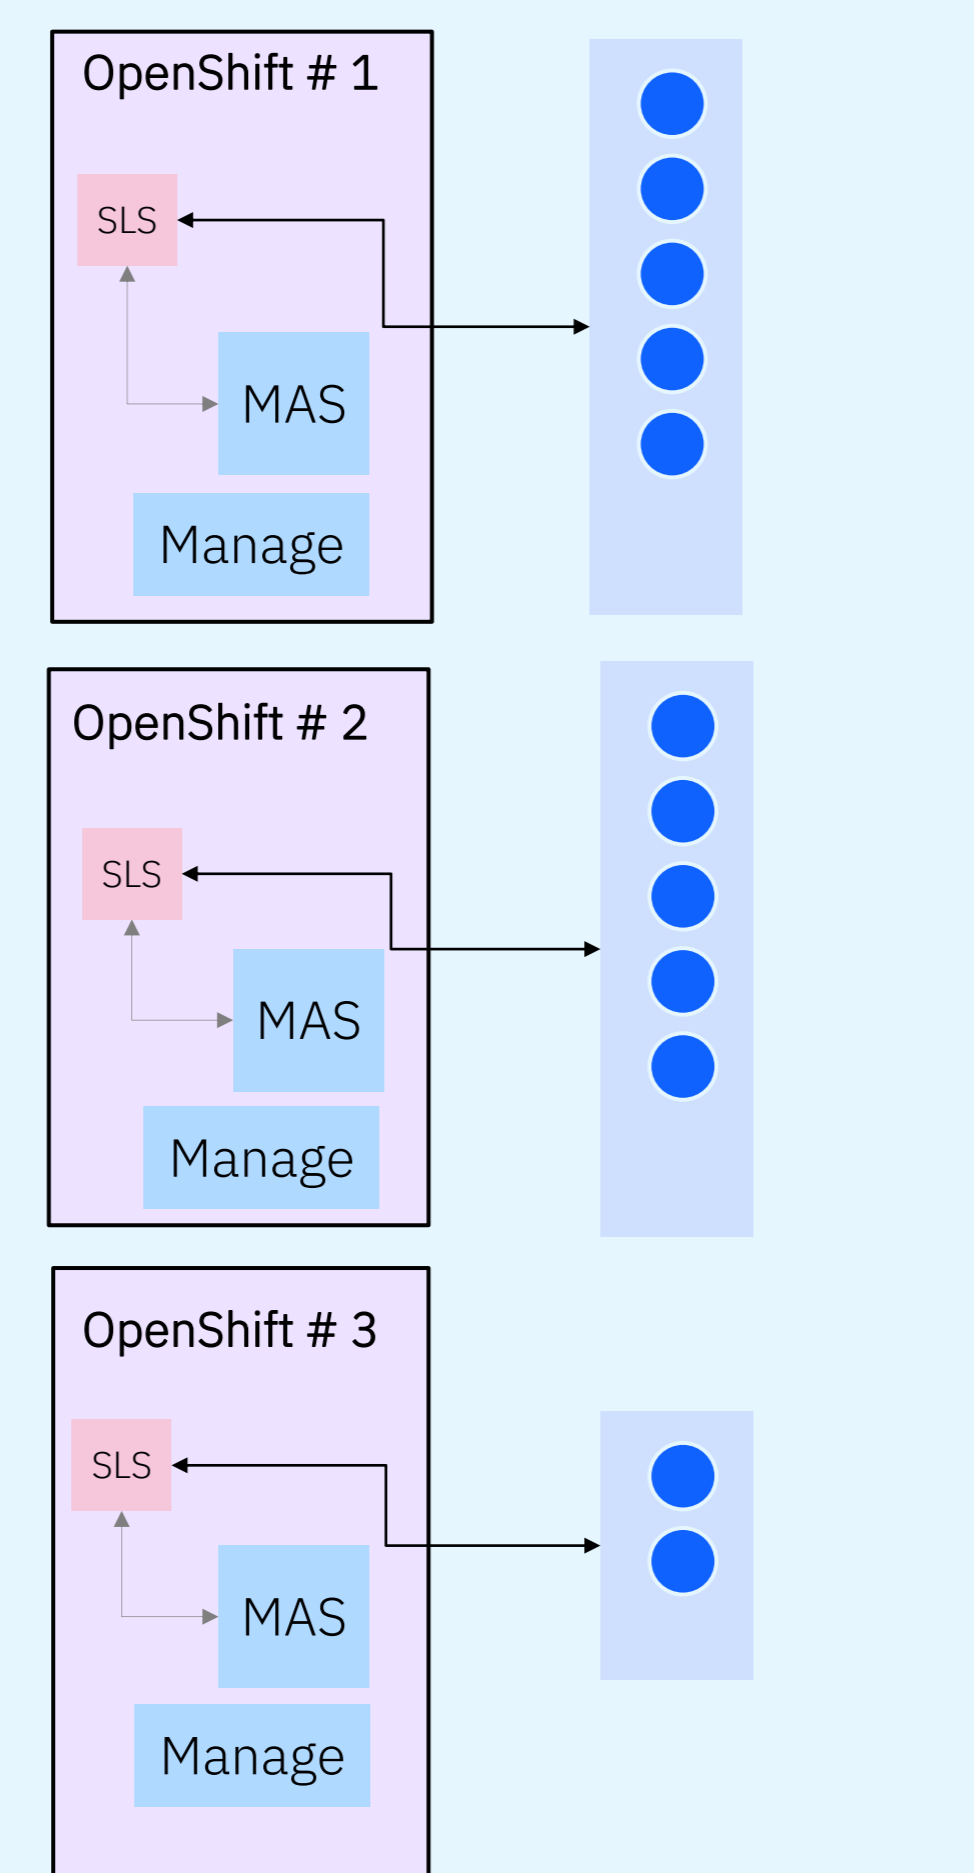 OpenShift # 1
SLS
MAS
Manage
OpenShift # 2
SLS
MAS
Manage
OpenShift # 3
SLS
MAS
Manage